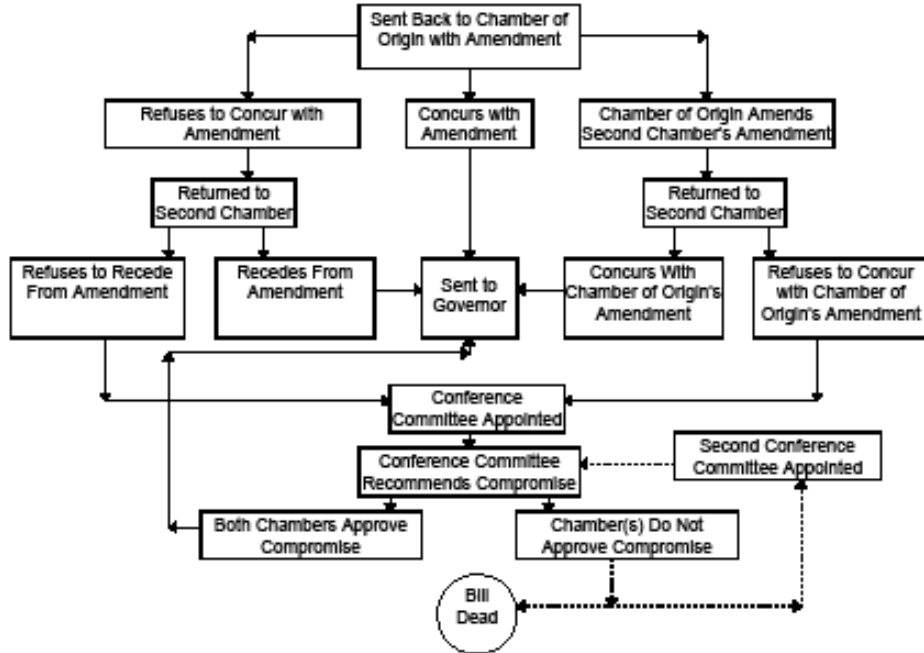 Sent Back to Chamber of
Origin with Amendment
Refuses to Concur with
Amendment
Concurs with
Amendment
Chamber of Origin Amends
Second Chamber's Amendment
Returned to
Second Chamber
Returned to
Second Chamber
Refuses to Recede
From Amendment
Recedes From
Amendment
Sent to
Governor
Concurs With
Chamber of Origin's
Amendment
Refuses to Concur
with Chamber of
Origin's Amendment
Conference
Committee Appointed
Conference Committee
Recommends Compromise
Second Conference
Committee Appointed
Both Chambers Approve
Compromise
Chamber(s) Do Not
Approve Compromise
Bill
Dead